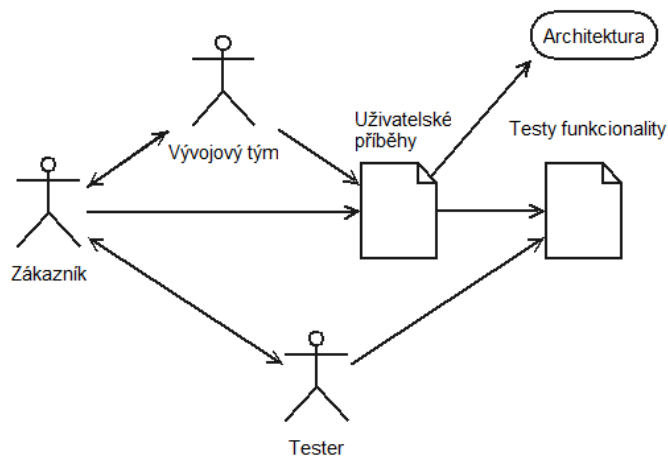 Architektura
Uživatelské
příběhy
Testy funkcionality
Vývojový tým
Zákazník
Tester